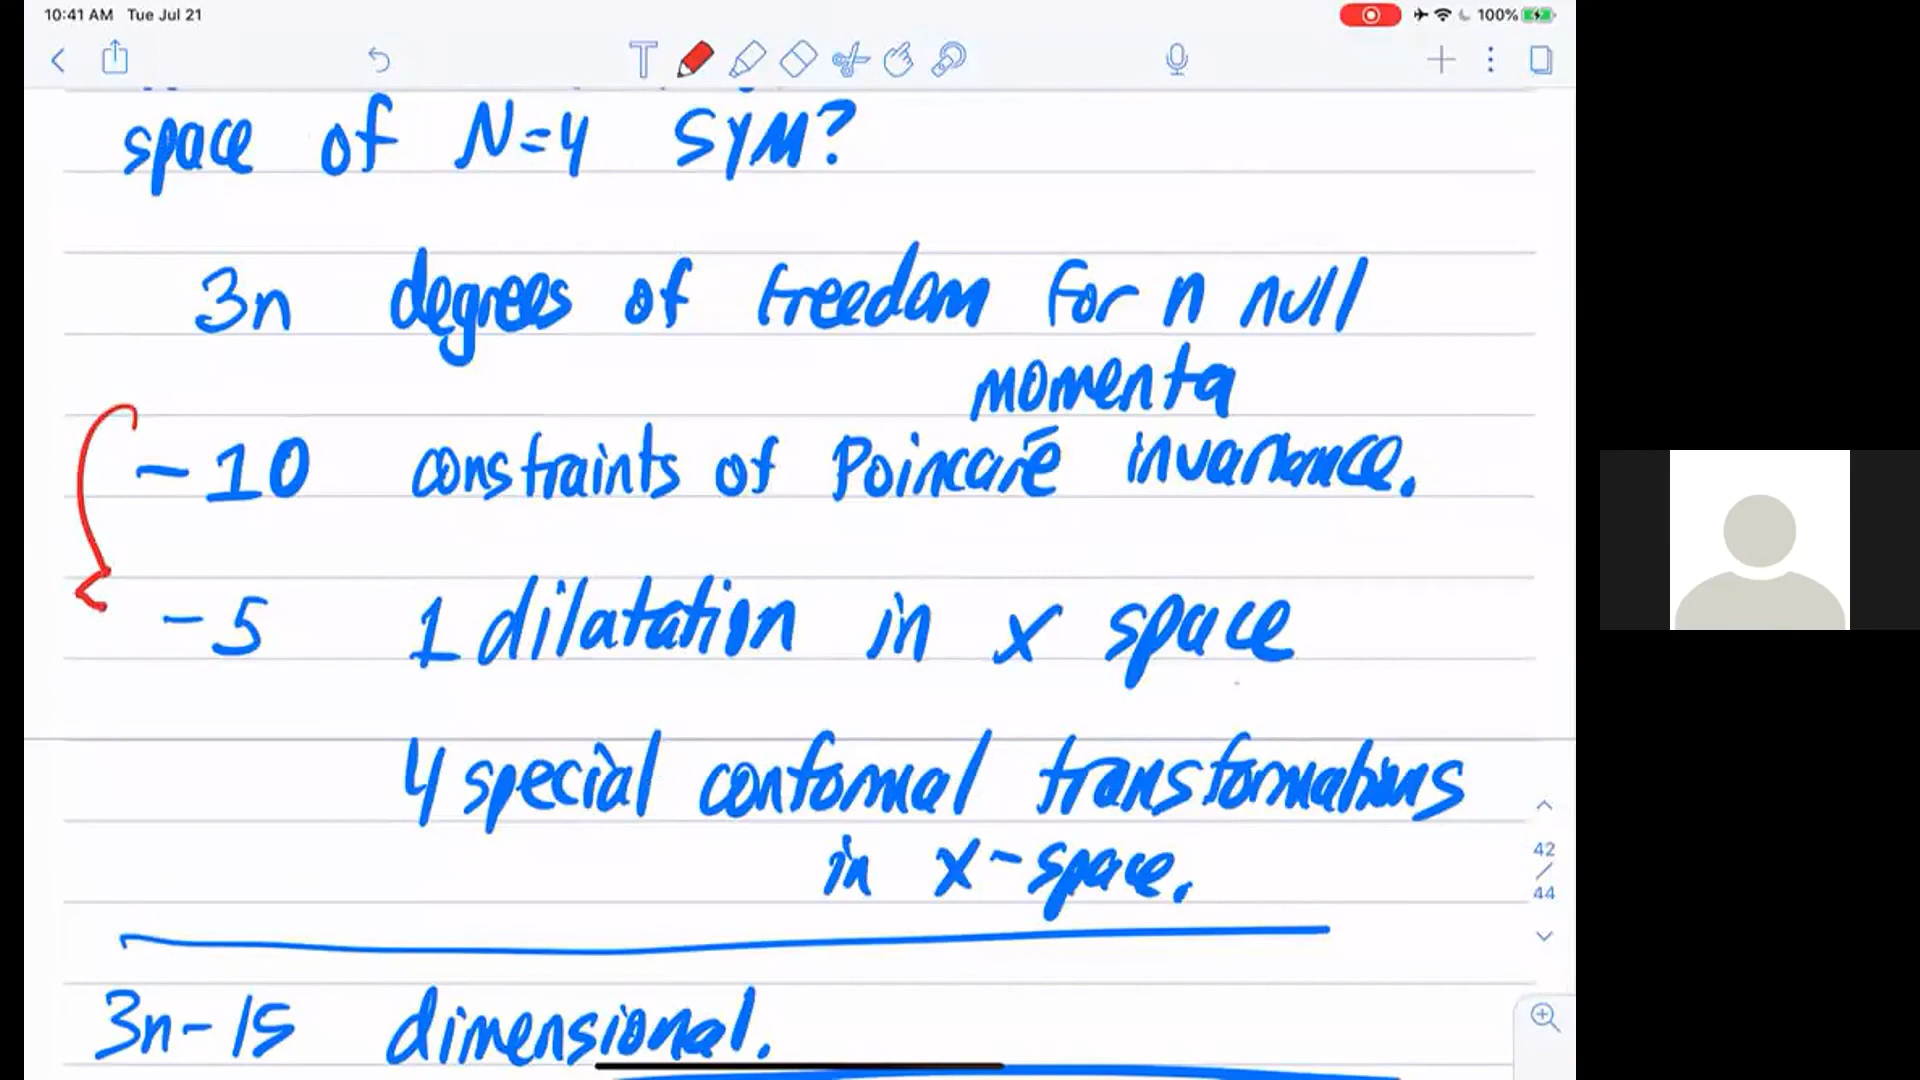 10:41 AM Tue Jul 21
100%
T
space of N=4 SYM?
3n degrees of freedom for n null
momenta
-10 constraints of Poincaré invariance.
-5 1 dilatation in x space
4 special conformal transformations
in x-space.
42
/
44
3n-15 dimensional.